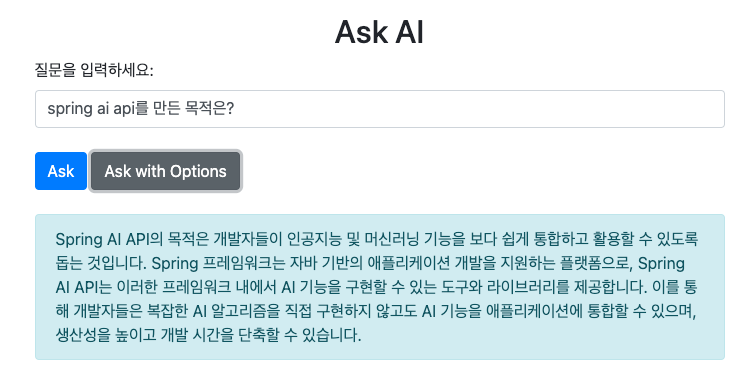 Ask AI
질문을 입력하세요:
spring ai api를 만든 목적은?
Ask
Ask with Options
Spring AI API의 목적은 개발자들이 인공지능 및 머신러닝 기능을 보다 쉽게 통합하고 활용할 수 있도록
돕는 것입니다. Spring 프레임워크는 자바 기반의 애플리케이션 개발을 지원하는 플랫폼으로, Spring
AI API는 이러한 프레임워크 내에서 AI 기능을 구현할 수 있는 도구와 라이브러리를 제공합니다. 이를 통
해 개발자들은 복잡한 AI 알고리즘을 직접 구현하지 않고도 AI 기능을 애플리케이션에 통합할 수 있으며,
생산성을 높이고 개발 시간을 단축할 수 있습니다.